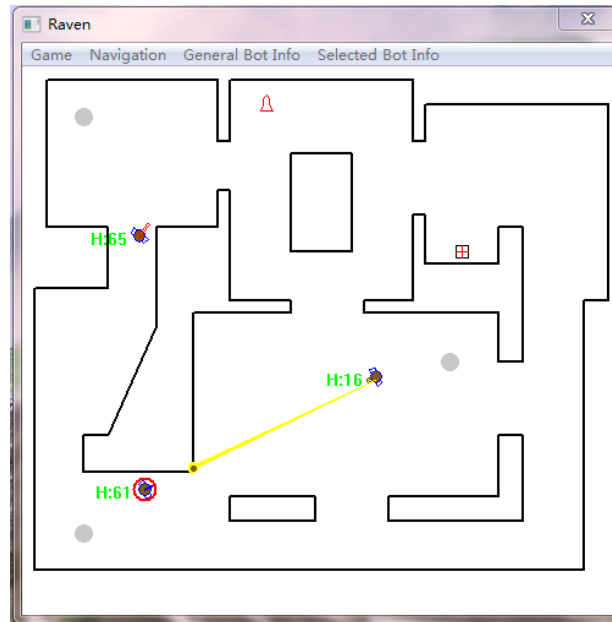 Raven
Game Navigation General Bot Info Selected Bot Info
H:65
H:16
H:61